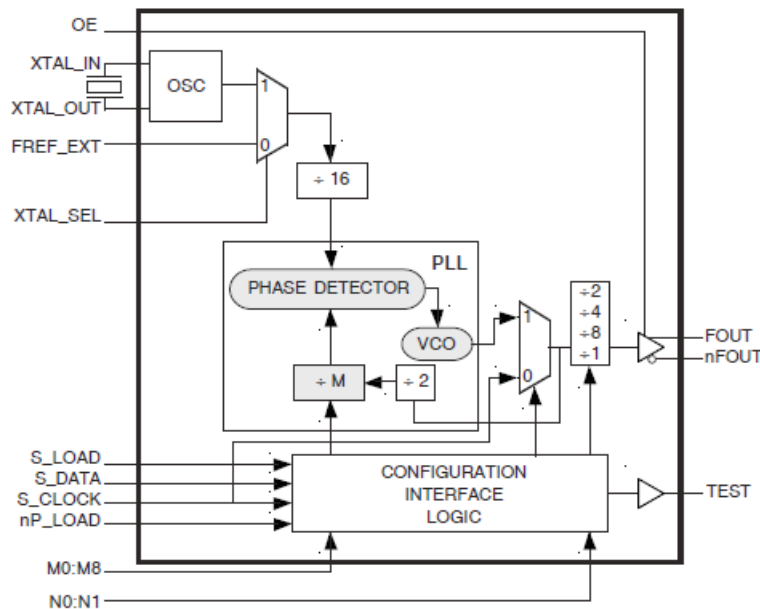 OE
XTAL_IN
OSC
XTAL_OUT
1
0
FREF_EXT
÷ 16
XTAL_SEL
PLL
PHASE DETECTOR
VCO
1
0
÷2
÷4
÷8
÷1
FOUT
nFOUT
÷ M
÷ 2
S_LOAD
S_DATA
S_CLOCK
nP_LOAD
CONFIGURATION
INTERFACE
LOGIC
TEST
M0:M8
N0:N1